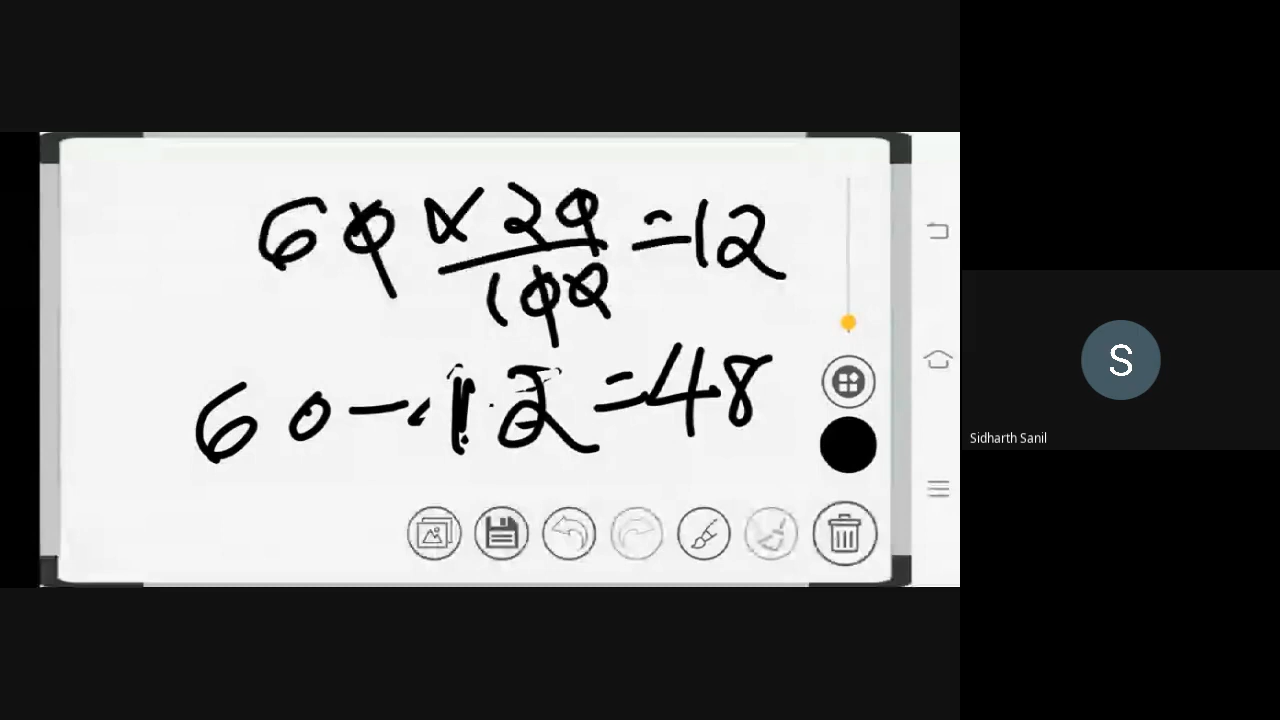 60 × 20 = 12
100
60 - 12 = 48
S
Sidharth Sanil